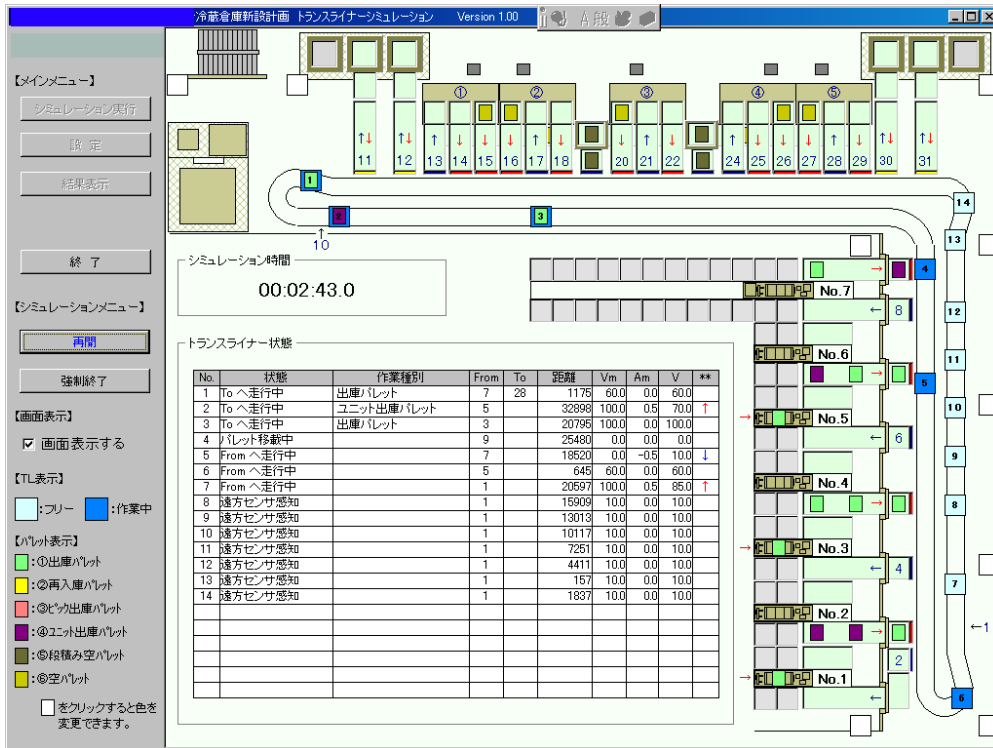 冷蔵倉庫新設計画 トランスライナーシミュレーション Version 1.00
A 段
【メインメニュー】
シミュレーション実行
設 定
結果表示
終 了
【シミュレーションメニュー】
再開
強制終了
【画面表示】
画面表示する
【TL表示】
:フリー :作業中
【パレット表示】
:①出庫パレット
:②再入庫パレット
:③ピック出庫パレット
:④ユニット出庫パレット
:⑤段積み空パレット
:⑥空パレット
をクリックすると色を
変更できます。
① ② ③ ④ ⑤
11 12 13 14 15 16 17 18 20 21 22 24 25 26 27 28 29 30 31
↑↓ ↑↓ ↑ ↓ ↓ ↓ ↑ ↓ ↓ ↑ ↓ ↑ ↓ ↓ ↓ ↑ ↓ ↑↓ ↑↓
1
2
3
↑
10
14
13
4
12
11
5
10
9
8
7
←1
6
No.7
← 8
No.6
→ No.5
← 6
No.4
→ No.3
← 4
No.2
2
→ No.1
←
シミュレーション時間
00:02:43.0
トランスライナー状態
No. 状態 作業種別 From To 距離 Vm Am V **
1 To へ走行中 出庫パレット 7 28 1175 60.0 0.0 60.0
2 To へ走行中 ユニット出庫パレット 5 32898 100.0 0.5 70.0 ↑
3 To へ走行中 出庫パレット 3 20795 100.0 0.0 100.0
4 パレット移載中 9 25480 0.0 0.0 0.0
5 From へ走行中 7 18520 0.0 -0.5 10.0 ↓
6 From へ走行中 5 645 60.0 0.0 60.0
7 From へ走行中 1 20597 100.0 0.5 85.0 ↑
8 遠方センサ感知 1 15909 10.0 0.0 10.0
9 遠方センサ感知 1 13013 10.0 0.0 10.0
10 遠方センサ感知 1 10117 10.0 0.0 10.0
11 遠方センサ感知 1 7251 10.0 0.0 10.0
12 遠方センサ感知 1 4411 10.0 0.0 10.0
13 遠方センサ感知 1 157 10.0 0.0 10.0
14 遠方センサ感知 1 1837 10.0 0.0 10.0